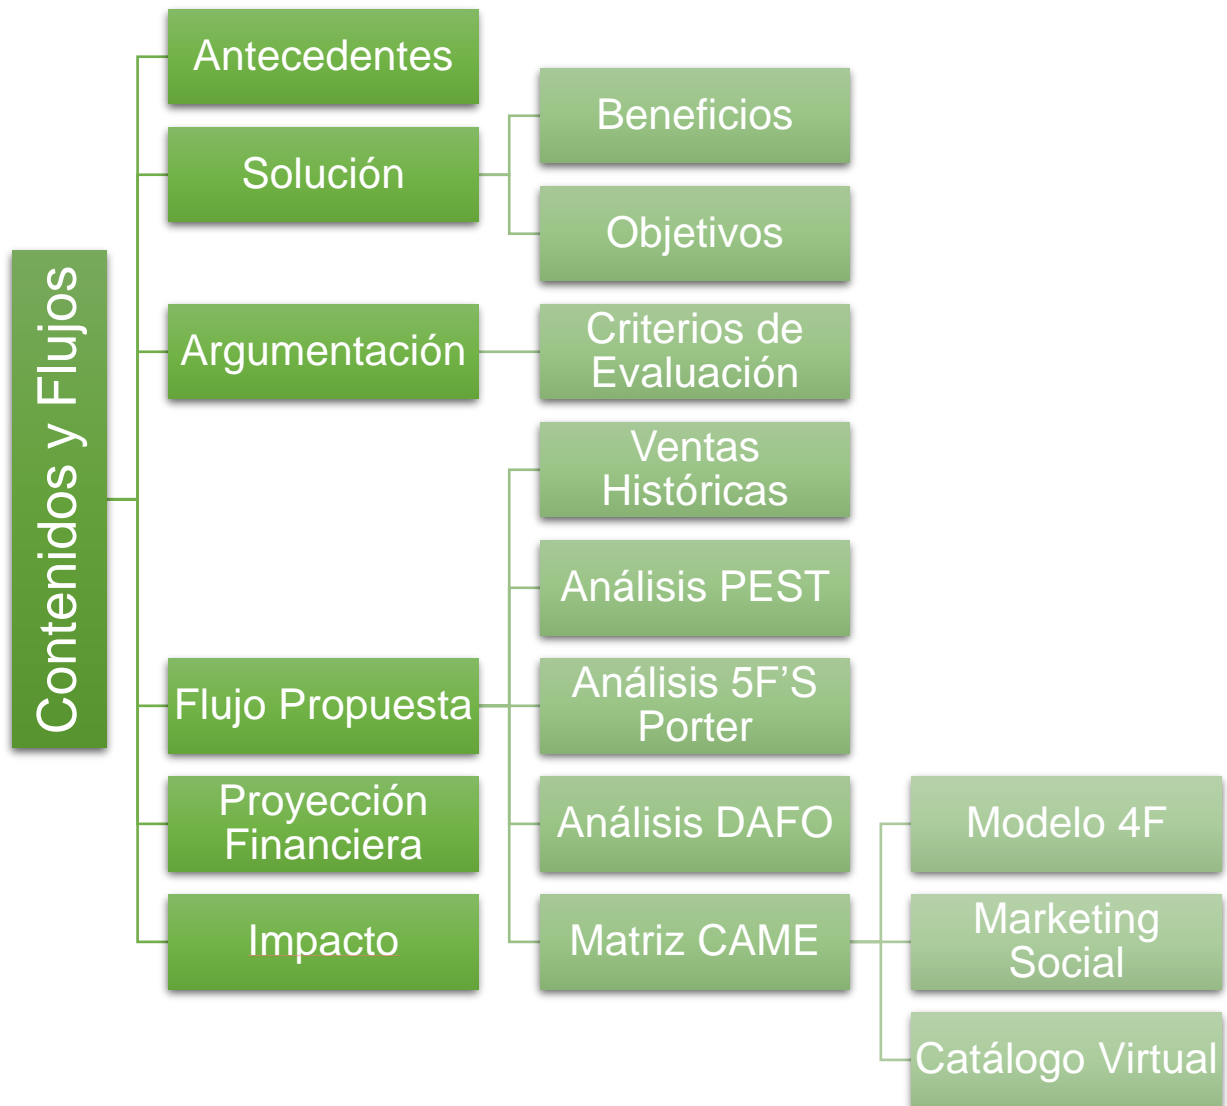 Contenidos y Flujos
Antecedentes
Solución
Beneficios
Objetivos
Argumentación
Criterios de
Evaluación
Flujo Propuesta
Ventas
Históricas
Análisis PEST
Análisis 5F’S
Porter
Análisis DAFO
Matriz CAME
Modelo 4F
Marketing
Social
Catálogo Virtual
Proyección
Financiera
Impacto